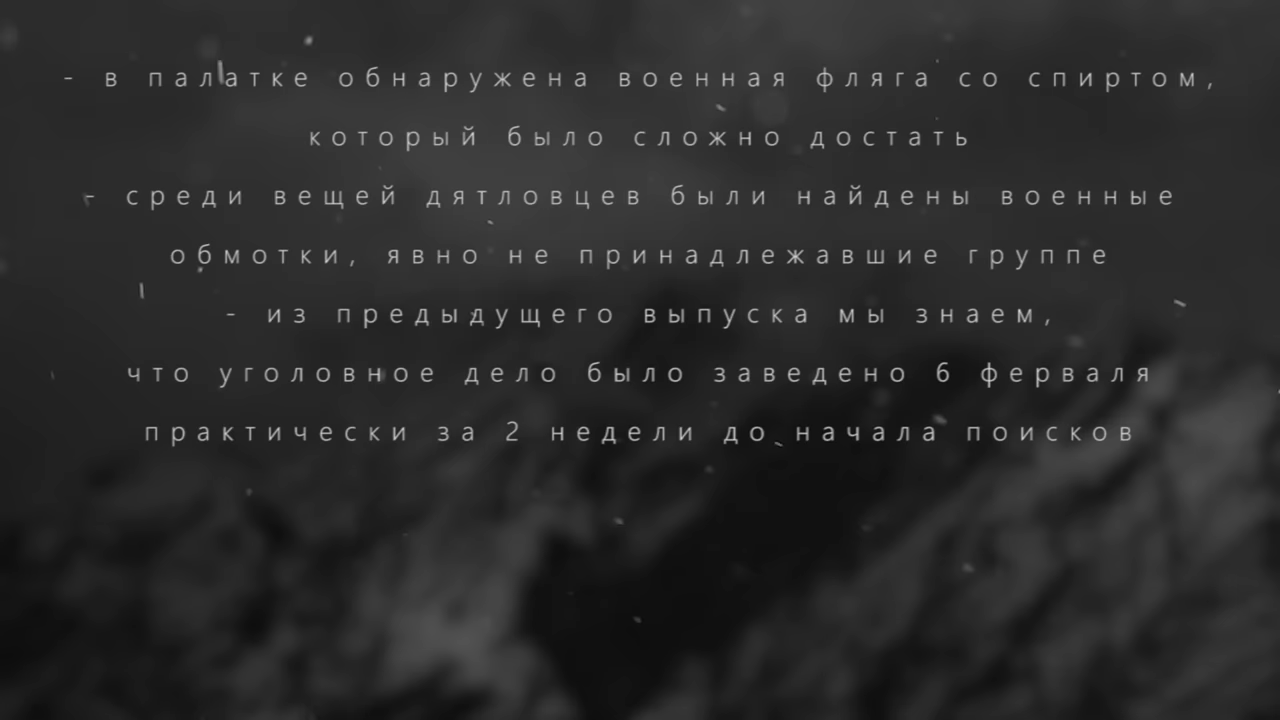 - в палатке обнаружена военная фляга со спиртом,
который было сложно достать
- среди вещей дятловцев были найдены военные
обмотки, явно не принадлежавшие группе
- из предыдущего выпуска мы знаем,
что уголовное дело было заведено 6 ферваля
практически за 2 недели до начала поисков